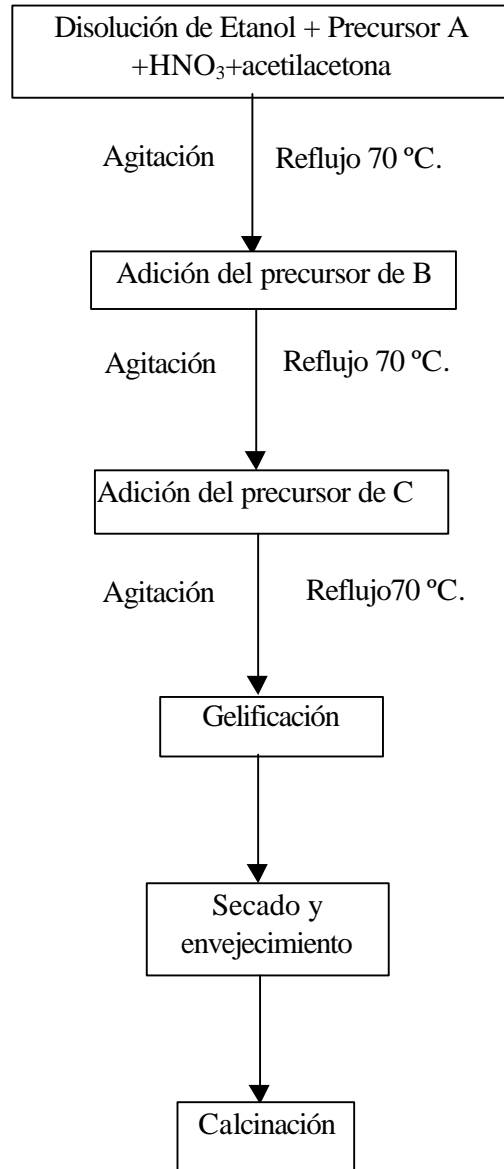 Disolución de Etanol + Precursor A
+HNO₃+acetilacetona
Agitación Reflujo 70 ºC.
Adición del precursor de B
Agitación Reflujo 70 ºC.
Adición del precursor de C
Agitación Reflujo70 ºC.
Gelificación
Secado y
envejecimiento
Calcinación